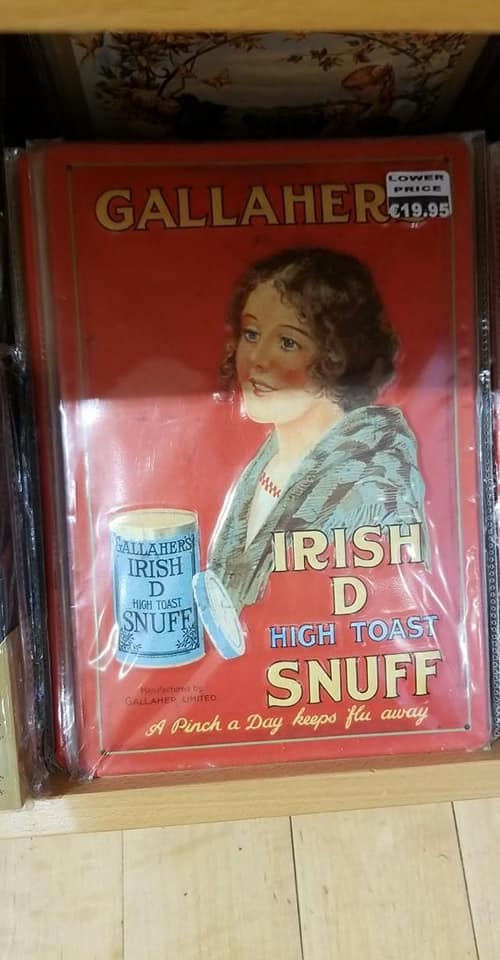 GALLAHER
LOWER
PRICE
€19.95
GALLAHER'S
IRISH
D
HIGH TOAST
SNUFF
IRISH
D
HIGH TOAST
SNUFF
Manufactured by
GALLAHER LIMITED
A Pinch a Day keeps flu away